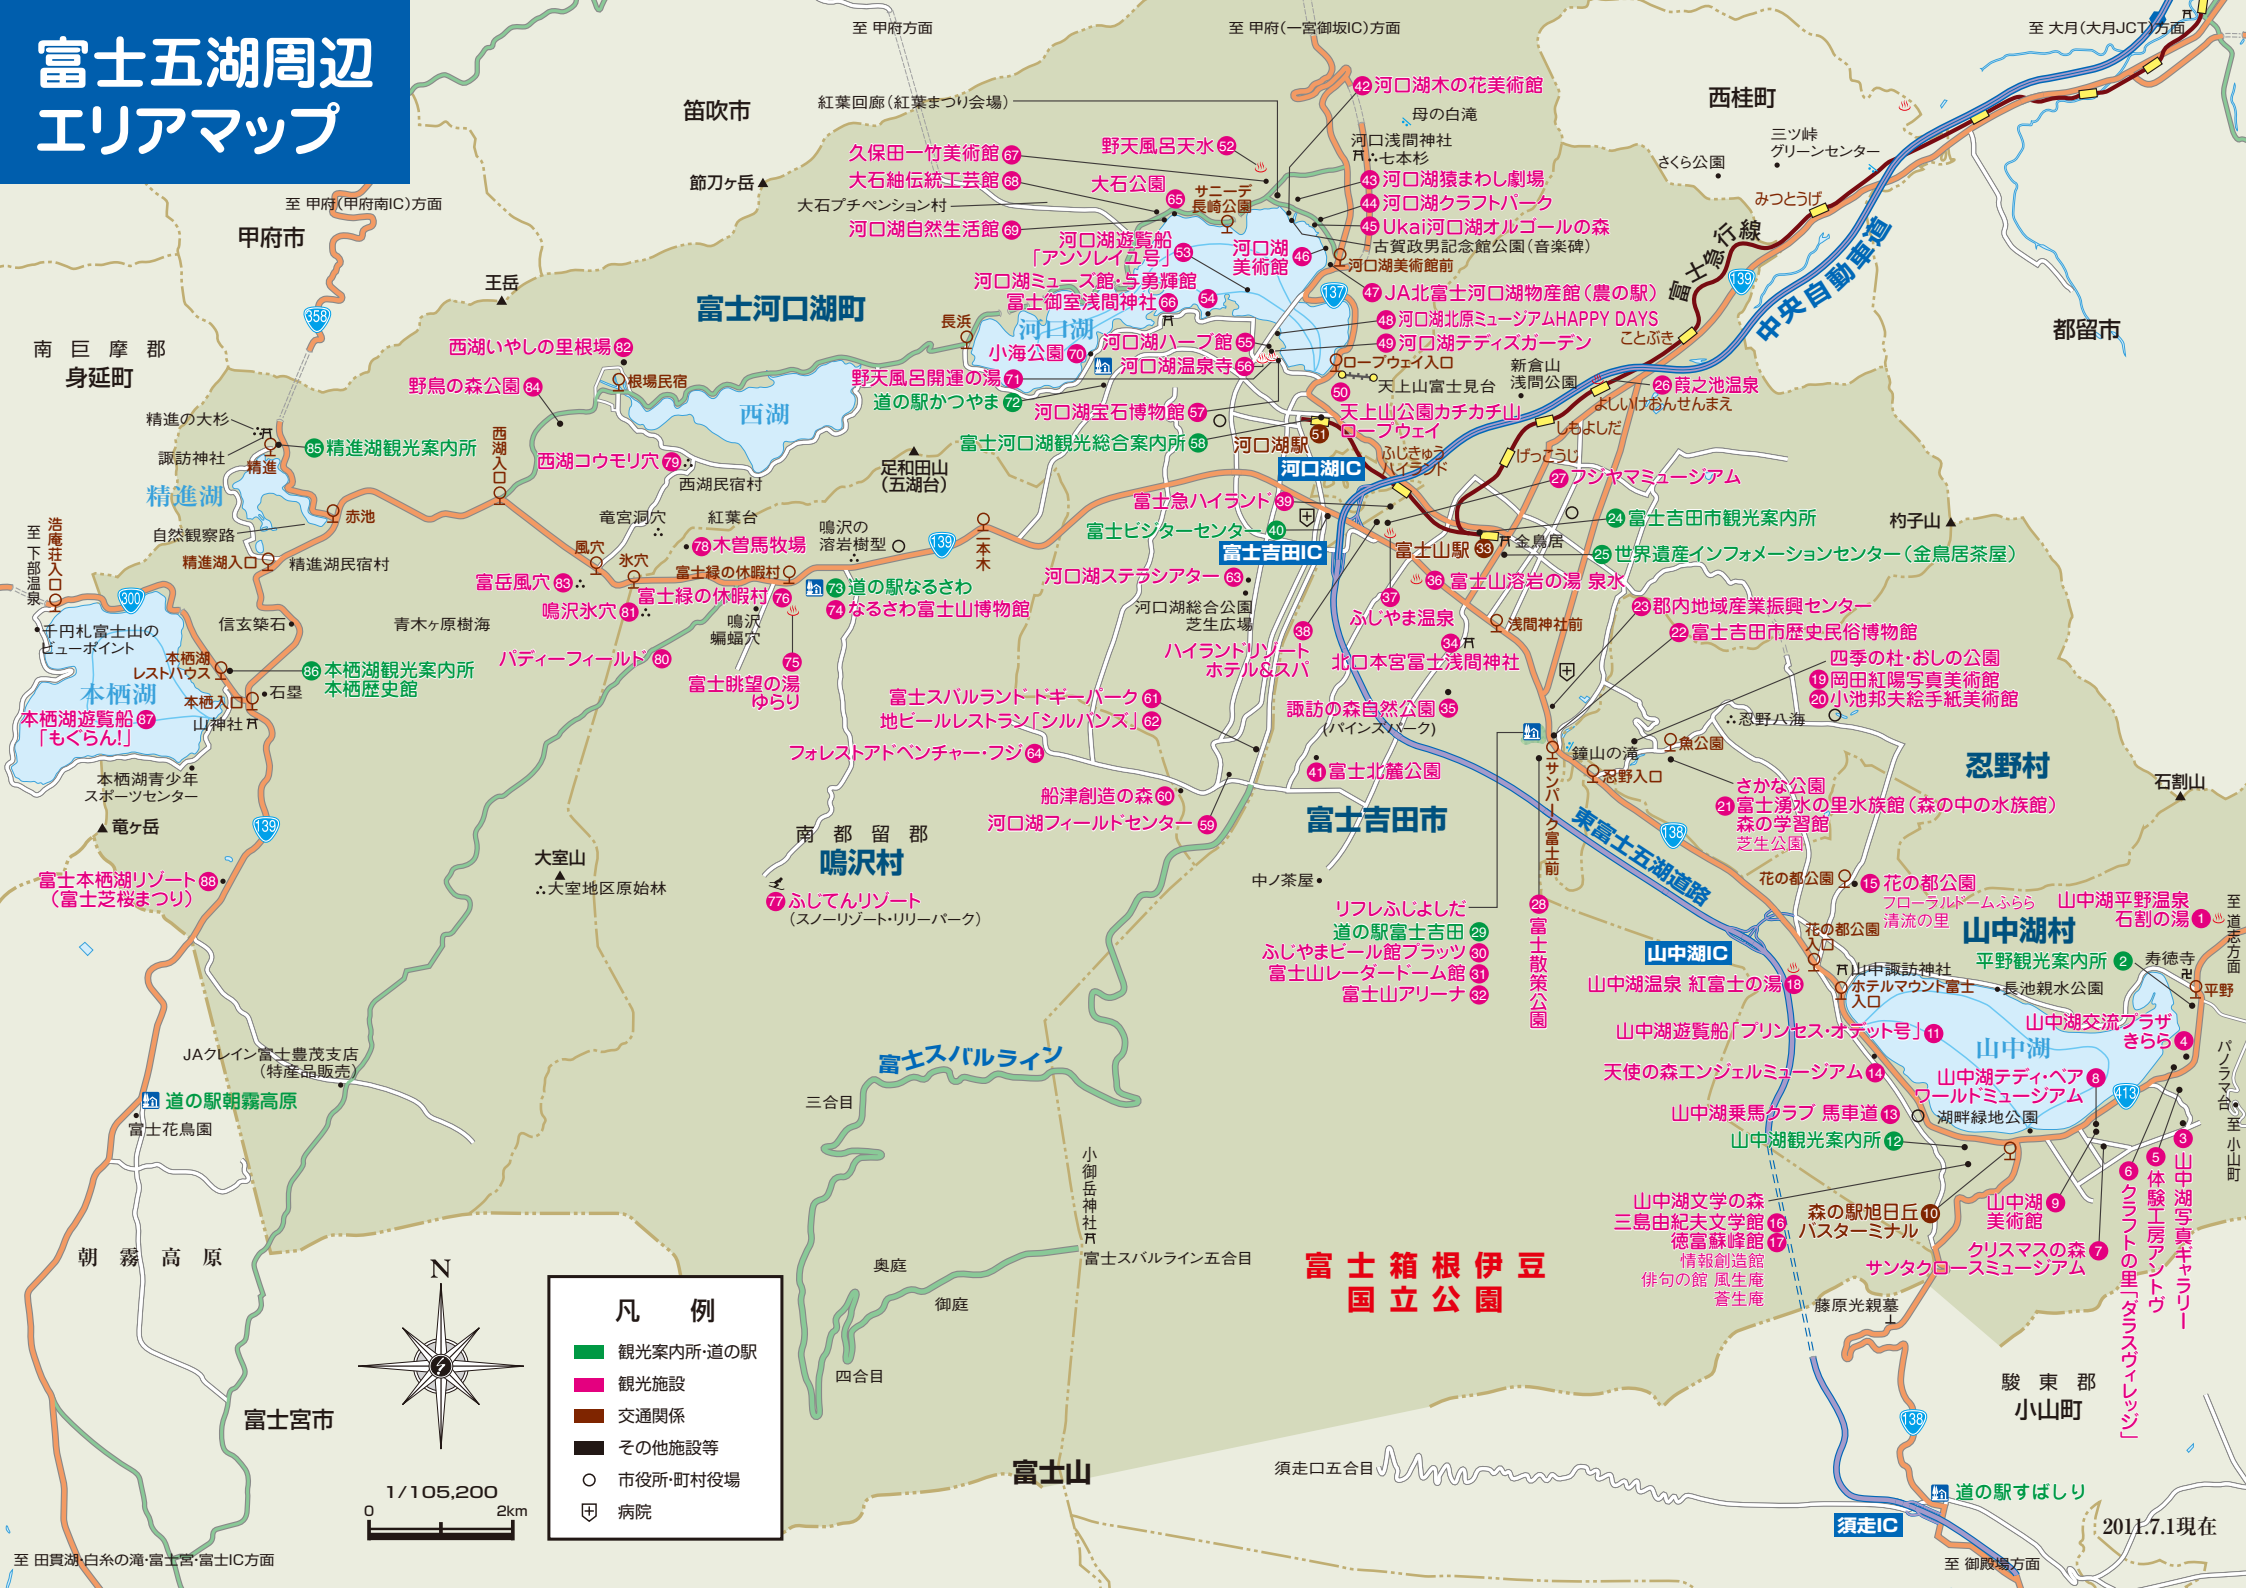 富士五湖周辺
エリアマップ
至 甲府方面
至 甲府(一宮御坂IC)方面
至 大月(大月JCT)方面
至 甲府(甲府南IC)方面
甲府市
笛吹市
節刀ヶ岳
王岳
西桂町
都留市
南巨摩郡
身延町
富士河口湖町
紅葉回廊(紅葉まつり会場)
42 河口湖木の花美術館
母の白滝
河口浅間神社
七本杉
三ツ峠
グリーンセンター
さくら公園
みつとうげ
久保田一竹美術館 67
野天風呂天水 52
大石紬伝統工芸館 68
大石公園
65
サニーデ
長崎公園
大石プチペンション村
河口湖自然生活館 69
43 河口湖猿まわし劇場
44 河口湖クラフトパーク
45 Ukai河口湖オルゴールの森
古賀政男記念館公園(音楽碑)
河口湖美術館前
河口湖遊覧船
「アンソレイユ号」 53
河口湖
美術館 46
河口湖ミューズ館・与勇輝館
54
富士御室浅間神社 66
137
139
47 JA北富士河口湖物産館(農の駅)
48 河口湖北原ミュージアムHAPPY DAYS
49 河口湖テディズガーデン
富士急行線
中央自動車道
ことぶき
長浜
河口湖
小海公園 70
河口湖ハーブ館 55
河口湖温泉寺 56
野天風呂開運の湯 71
道の駅かつやま 72
河口湖宝石博物館 57
富士河口湖観光総合案内所 58
ロープウェイ入口
天上山富士見台
新倉山
浅間公園
50
天上山公園カチカチ山
ロープウェイ
河口湖駅 51
26 葭之池温泉
よしいけおんせんまえ
しもよしだ
げっこうじ
ふじきゅう
ハイランド
河口湖IC
27 フジヤマミュージアム
24 富士吉田市観光案内所
25 世界遺産インフォメーションセンター(金鳥居茶屋)
金鳥居
富士山駅 33
杓子山
358
西湖いやしの里根場 82
野鳥の森公園 84
根場民宿
西湖
西湖入口
西湖コウモリ穴 79
西湖民宿村
足和田山
(五湖台)
精進の大杉
諏訪神社
精進
85 精進湖観光案内所
精進湖
赤池
自然観察路
精進湖入口
精進湖民宿村
浩庵荘入口
至 下部温泉
300
千円札富士山の
ビューポイント
信玄築石
青木ヶ原樹海
本栖湖
レストハウス
86 本栖湖観光案内所
本栖歴史館
本栖湖
本栖入口
石塁
山神社
本栖湖遊覧船 87
「もぐらん!」
本栖湖青少年
スポーツセンター
竜ヶ岳
139
富士本栖湖リゾート 88
(富士芝桜まつり)
竜宮洞穴
紅葉台
78 木曽馬牧場
鳴沢の
溶岩樹型
139
二本木
風穴
氷穴
富士緑の休暇村
富岳風穴 83
鳴沢氷穴 81
富士緑の休暇村 76
73 道の駅なるさわ
74 なるさわ富士山博物館
鳴沢
蝙蝠穴
パディーフィールド 80
75
富士眺望の湯
ゆらり
富士急ハイランド 39
富士ビジターセンター 40
富士吉田IC
河口湖ステラシアター 63
河口湖総合公園
芝生広場
38
ハイランドリゾート
ホテル&スパ
36 富士山溶岩の湯 泉水
37
ふじやま温泉
34
北口本宮富士浅間神社
浅間神社前
23 郡内地域産業振興センター
22 富士吉田市歴史民俗博物館
四季の杜・おしの公園
19 岡田紅陽写真美術館
20 小池邦夫絵手紙美術館
忍野八海
諏訪の森自然公園 35
(パインズパーク)
富士スバルランド ドギーパーク 61
地ビールレストラン「シルバンズ」 62
フォレストアドベンチャー・フジ 64
船津創造の森 60
河口湖フィールドセンター 59
41 富士北麓公園
富士吉田市
サンパーク富士前
鐘山の滝
魚公園
忍野入口
さかな公園
21 富士湧水の里水族館(森の中の水族館)
森の学習館
芝生公園
忍野村
石割山
東富士五湖道路
138
南都留郡
鳴沢村
大室山
大室地区原始林
77 ふじてんリゾート
(スノーリゾート・リリーパーク)
中ノ茶屋
リフレふじよしだ
道の駅富士吉田 29
ふじやまビール館プラッツ 30
富士山レーダードーム館 31
富士山アリーナ 32
28 富士散策公園
花の都公園
15 花の都公園
フローラルドームふらら
清流の里
山中湖平野温泉
石割の湯 1
至 道志方面
山中湖村
花の都公園
入口
山中湖IC
平野観光案内所 2
寿徳寺
平野
山中湖温泉 紅富士の湯 18
山中諏訪神社
ホテルマウント富士
入口
長池親水公園
山中湖遊覧船「プリンセス・オデット号」 11
山中湖
山中湖交流プラザ
きらら 4
天使の森エンジェルミュージアム 14
山中湖テディ・ベア 8
ワールドミュージアム
413
パノラマ台
至 小山町
山中湖乗馬クラブ 馬車道 13
湖畔緑地公園
山中湖観光案内所 12
3 山中湖写真ギャラリー
5 体験工房アントヴ
6 クラフトの里「ダラスヴィレッジ」
山中湖文学の森
三島由紀夫文学館 16
徳富蘇峰館 17
情報創造館
俳句の館 風生庵
蒼生庵
森の駅旭日丘 10
バスターミナル
山中湖 9
美術館
クリスマスの森 7
サンタクロースミュージアム
藤原光親墓
駿東郡
小山町
138
JAクレイン富士豊茂支店
(特産品販売)
道の駅朝霧高原
富士花鳥園
朝霧高原
富士宮市
富士スバルライン
三合目
小御岳神社
富士スバルライン五合目
奥庭
御庭
四合目
富士箱根伊豆
国立公園
富士山
須走口五合目
須走IC
道の駅すばしり
2011.7.1現在
至 御殿場方面
至 田貫湖・白糸の滝・富士宮・富士IC方面
N
1/105,200
0 2km
凡 例
観光案内所・道の駅
観光施設
交通関係
その他施設等
市役所・町村役場
病院